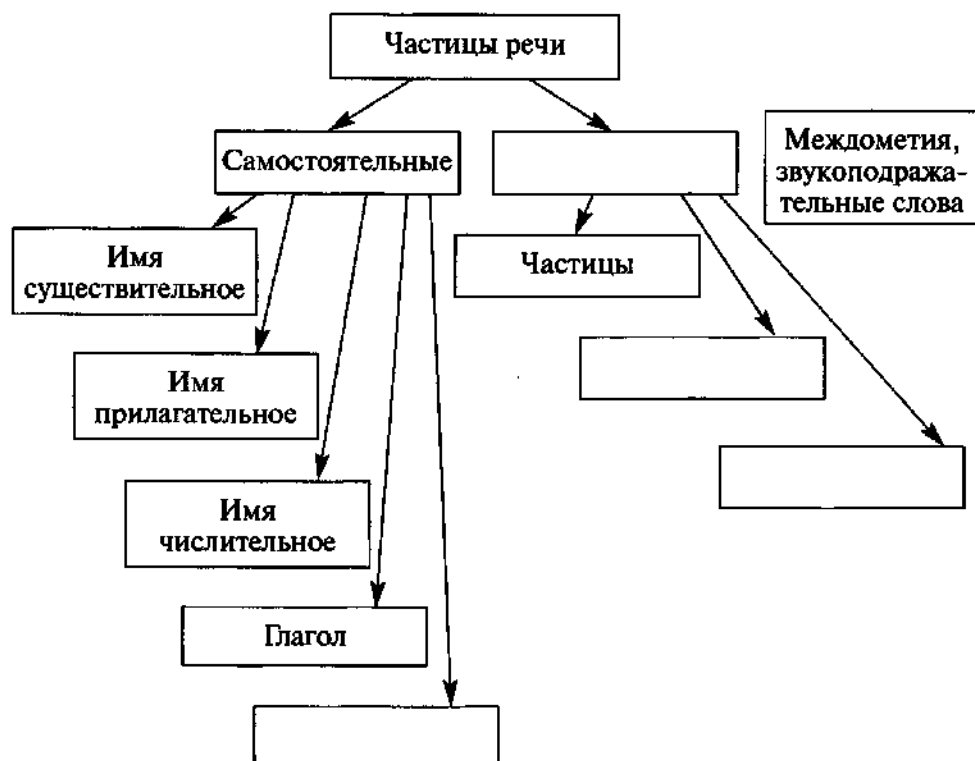 Частицы речи
Самостоятельные
Междометия,
звукоподража-
тельные слова
Имя
существительное
Частицы
Имя
прилагательное
Имя
числительное
Глагол